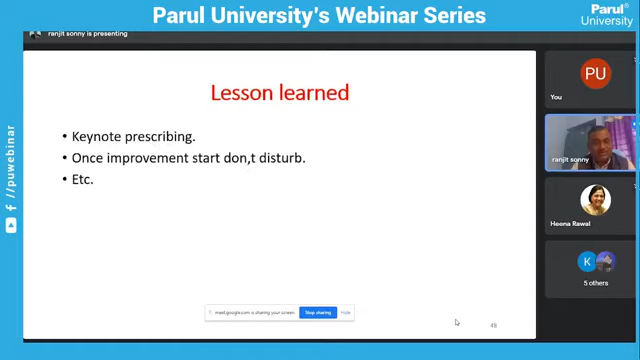 Parul University's Webinar Series
Parul®
University
ranjit sonny is presenting
Lesson learned
• Keynote prescribing.
• Once improvement start don,t disturb.
• Etc.
meet.google.com is sharing your screen.
Stop sharing
Hide
48
PU
You
ranjit sonny
Heena Rawal
K
5 others
//puwebinar